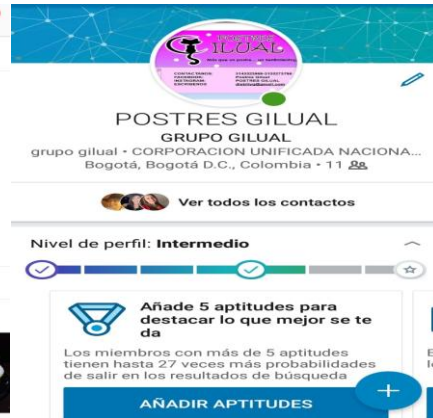 POSTRES
GILUAL
POSTRES GILUAL
GRUPO GILUAL
grupo gilual • CORPORACION UNIFICADA NACIONA...
Bogotá, Bogotá D.C., Colombia • 11
Ver todos los contactos
Nivel de perfil: Intermedio
Añade 5 aptitudes para
destacar lo que mejor se te
da
Los miembros con más de 5 aptitudes
tienen hasta 27 veces más probabilidades
de salir en los resultados de búsqueda
AÑADIR APTITUDES